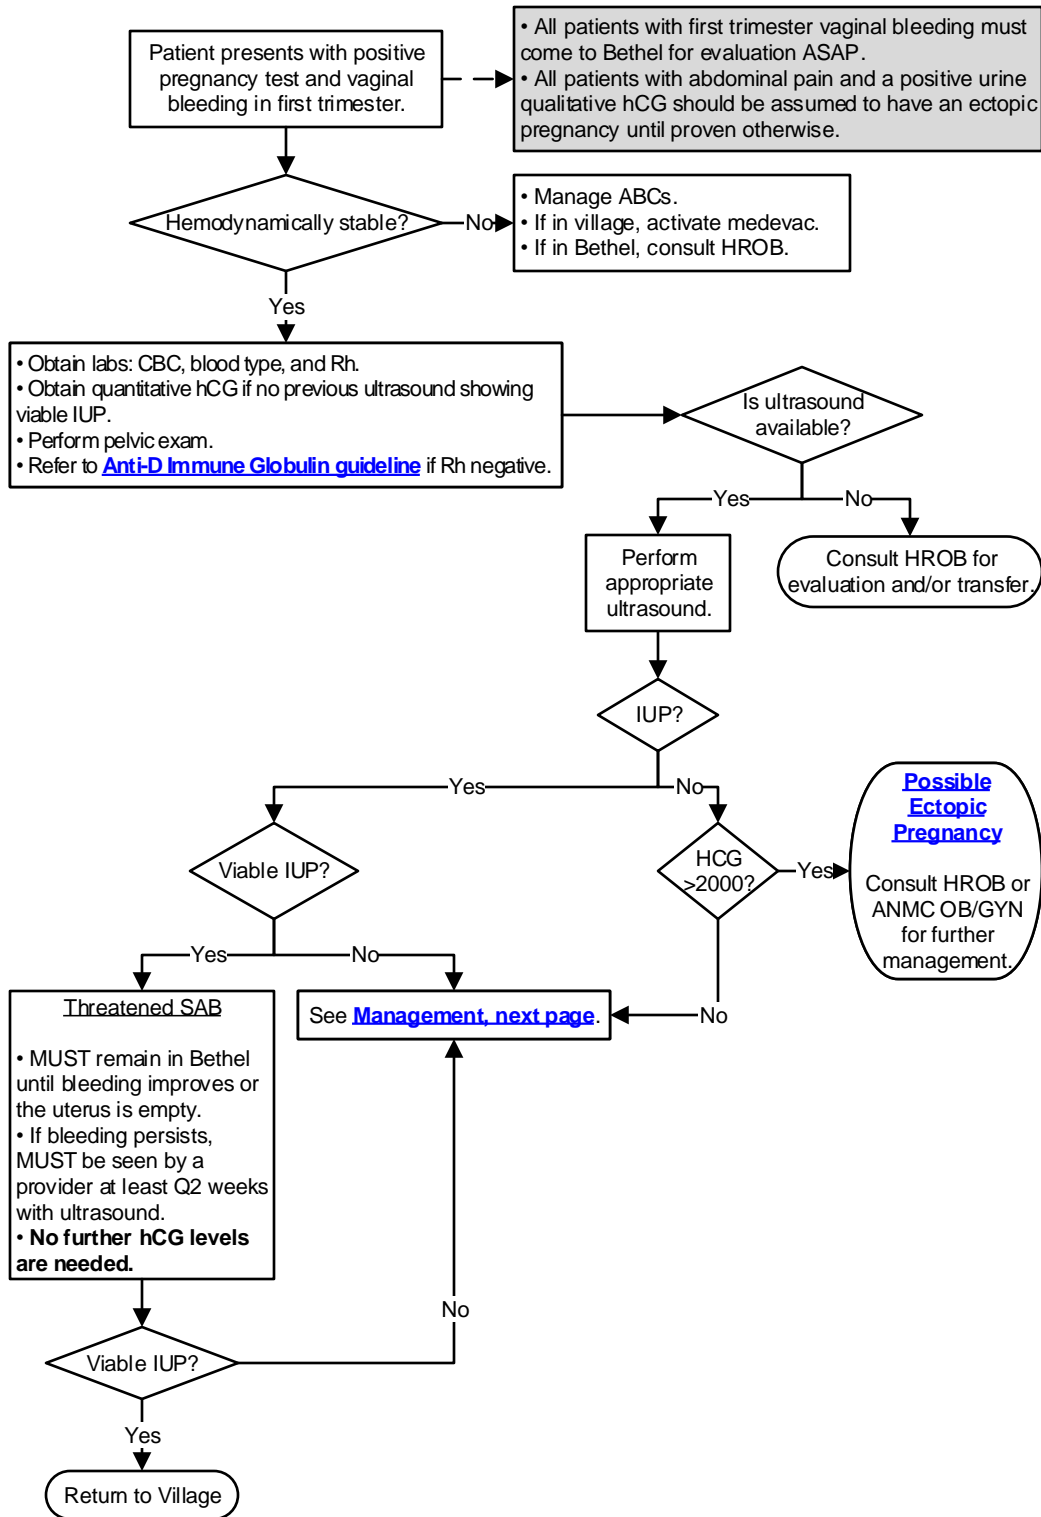 Patient presents with positive
pregnancy test and vaginal
bleeding in first trimester.
• All patients with first trimester vaginal bleeding must
come to Bethel for evaluation ASAP.
• All patients with abdominal pain and a positive urine
qualitative hCG should be assumed to have an ectopic
pregnancy until proven otherwise.
Hemodynamically stable?
No
• Manage ABCs.
• If in village, activate medevac.
• If in Bethel, consult HROB.
Yes
• Obtain labs: CBC, blood type, and Rh.
• Obtain quantitative hCG if no previous ultrasound showing
viable IUP.
• Perform pelvic exam.
• Refer to Anti-D Immune Globulin guideline if Rh negative.
Is ultrasound
available?
Yes
No
Perform
appropriate
ultrasound.
Consult HROB for
evaluation and/or transfer.
IUP?
Yes
No
Viable IUP?
HCG
>2000?
Yes
Possible
Ectopic
Pregnancy
Consult HROB or
ANMC OB/GYN
for further
management.
Yes
No
No
Threatened SAB
• MUST remain in Bethel
until bleeding improves or
the uterus is empty.
• If bleeding persists,
MUST be seen by a
provider at least Q2 weeks
with ultrasound.
• No further hCG levels
are needed.
See Management, next page.
No
Viable IUP?
Yes
Return to Village